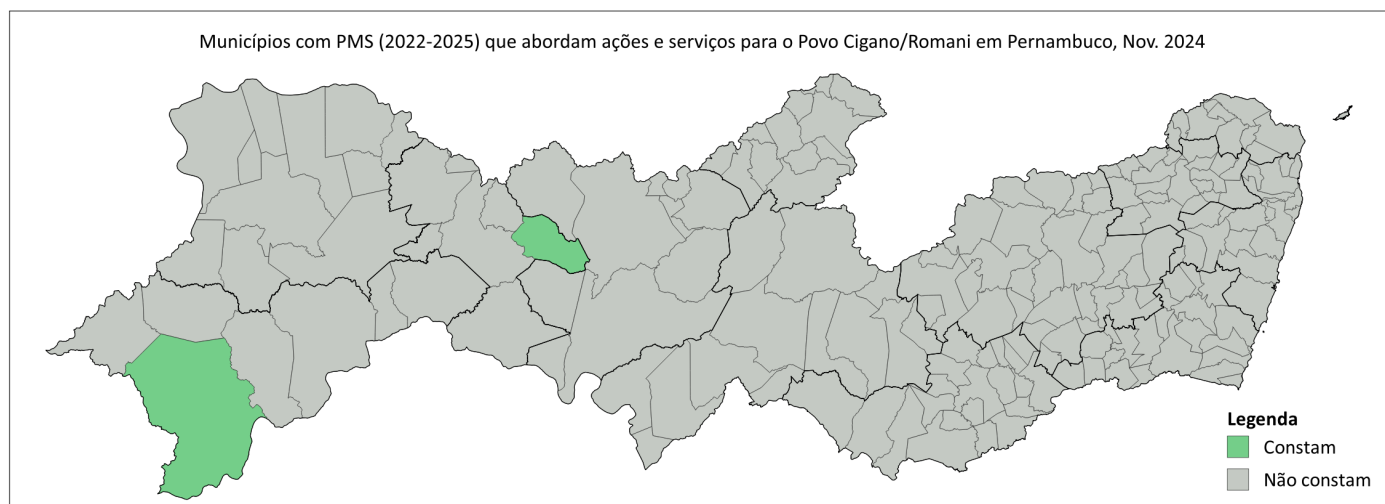 Municípios com PMS (2022-2025) que abordam ações e serviços para o Povo Cigano/Romani em Pernambuco, Nov. 2024
Legenda
Constam
Não constam